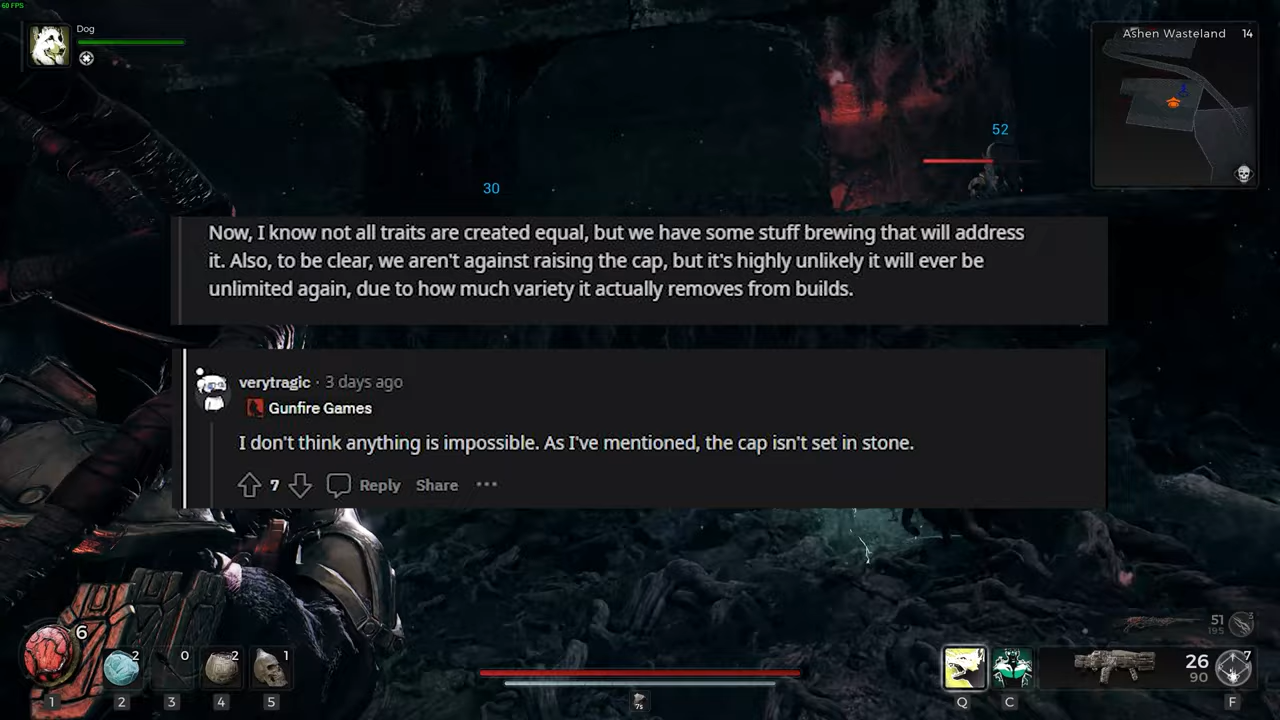 60 FPS
Dog
Ashen Wasteland 14
52
30
Now, I know not all traits are created equal, but we have some stuff brewing that will address
it. Also, to be clear, we aren't against raising the cap, but it's highly unlikely it will ever be
unlimited again, due to how much variety it actually removes from builds.
verytragic · 3 days ago
Gunfire Games
I don't think anything is impossible. As I've mentioned, the cap isn't set in stone.
7 Reply Share ···
6
2
0
2
1
1
2
3
4
5
7s
51
195
3
26
90
7
Q
C
F